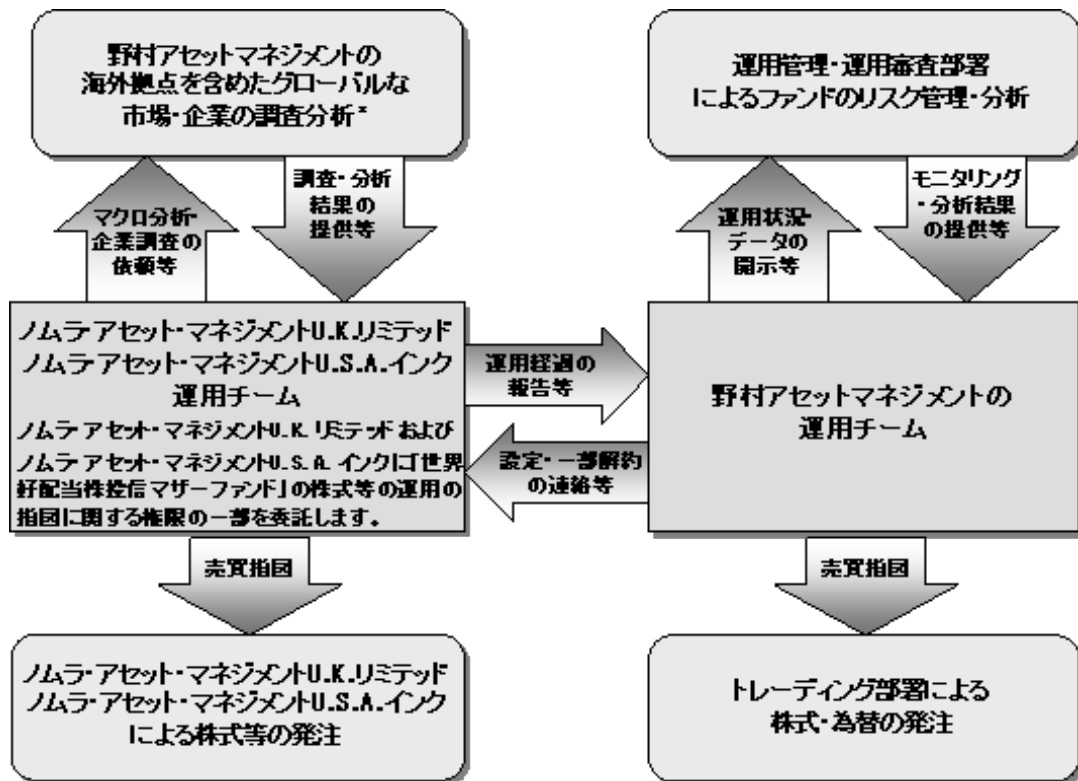 野村アセットマネジメントの
海外拠点を含めたグローバルな
市場・企業の調査分析*
運用管理・運用審査部署
によるファンドのリスク管理・分析
マクロ分析・
企業調査の
依頼等
調査・分析
結果の
提供等
運用状況・
データの
開示等
モニタリング
・分析結果
の提供等
ノムラ・アセット・マネジメントU.K.リミテッド
ノムラ・アセット・マネジメントU.S.A.インク
運用チーム
ノムラ・アセット・マネジメントU.K.リミテッドおよび
ノムラ・アセット・マネジメントU.S.A.インクに「世界
好配当株投信マザーファンド」の株式等の運用の
指図に関する権限の一部を委託します。
運用経過の
報告等
設定・一部解約
の連絡等
野村アセットマネジメントの
運用チーム
売買指図
売買指図
ノムラ・アセット・マネジメントU.K.リミテッド
ノムラ・アセット・マネジメントU.S.A.インク
による株式等の発注
トレーディング部署による
株式・為替の発注